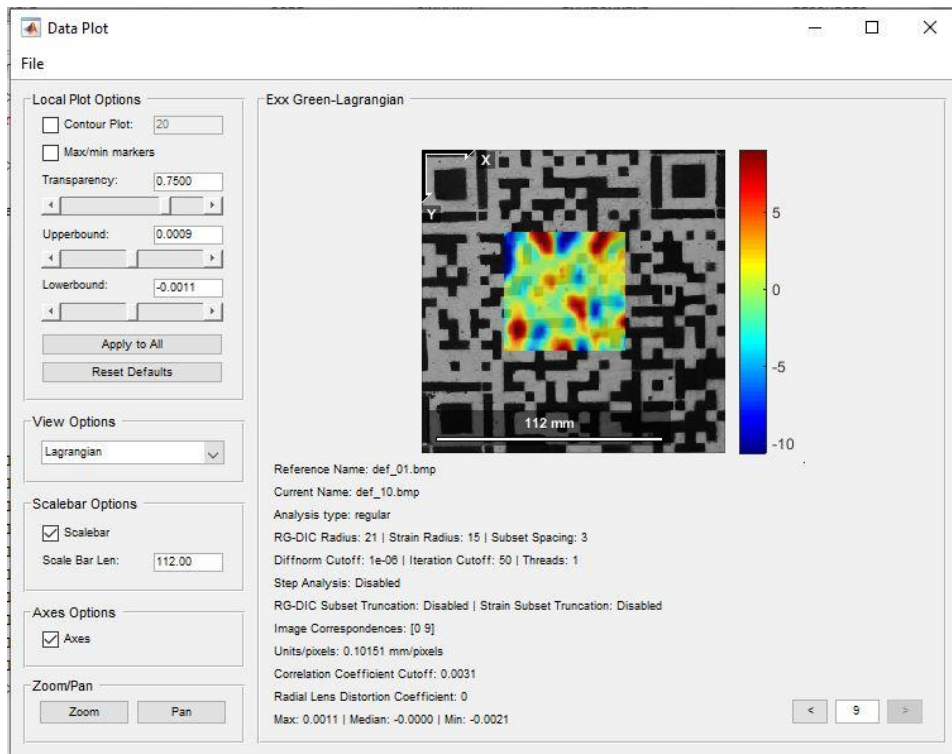 Data Plot
File
Local Plot Options
Contour Plot: 20
Max/min markers
Transparency: 0.7500
Upperbound: 0.0009
Lowerbound: -0.0011
Apply to All
Reset Defaults
View Options
Lagrangian
Scalebar Options
Scalebar
Scale Bar Len: 112.00
Axes Options
Axes
Zoom/Pan
Zoom Pan
Exx Green-Lagrangian
X
Y
112 mm
5
0
-5
-10
Reference Name: def_01.bmp
Current Name: def_10.bmp
Analysis type: regular
RG-DIC Radius: 21 | Strain Radius: 15 | Subset Spacing: 3
Diffnorm Cutoff: 1e-06 | Iteration Cutoff: 50 | Threads: 1
Step Analysis: Disabled
RG-DIC Subset Truncation: Disabled | Strain Subset Truncation: Disabled
Image Correspondences: [0 9]
Units/pixels: 0.10151 mm/pixels
Correlation Coefficient Cutoff: 0.0031
Radial Lens Distortion Coefficient: 0
Max: 0.0011 | Median: -0.0000 | Min: -0.0021
< 9 >